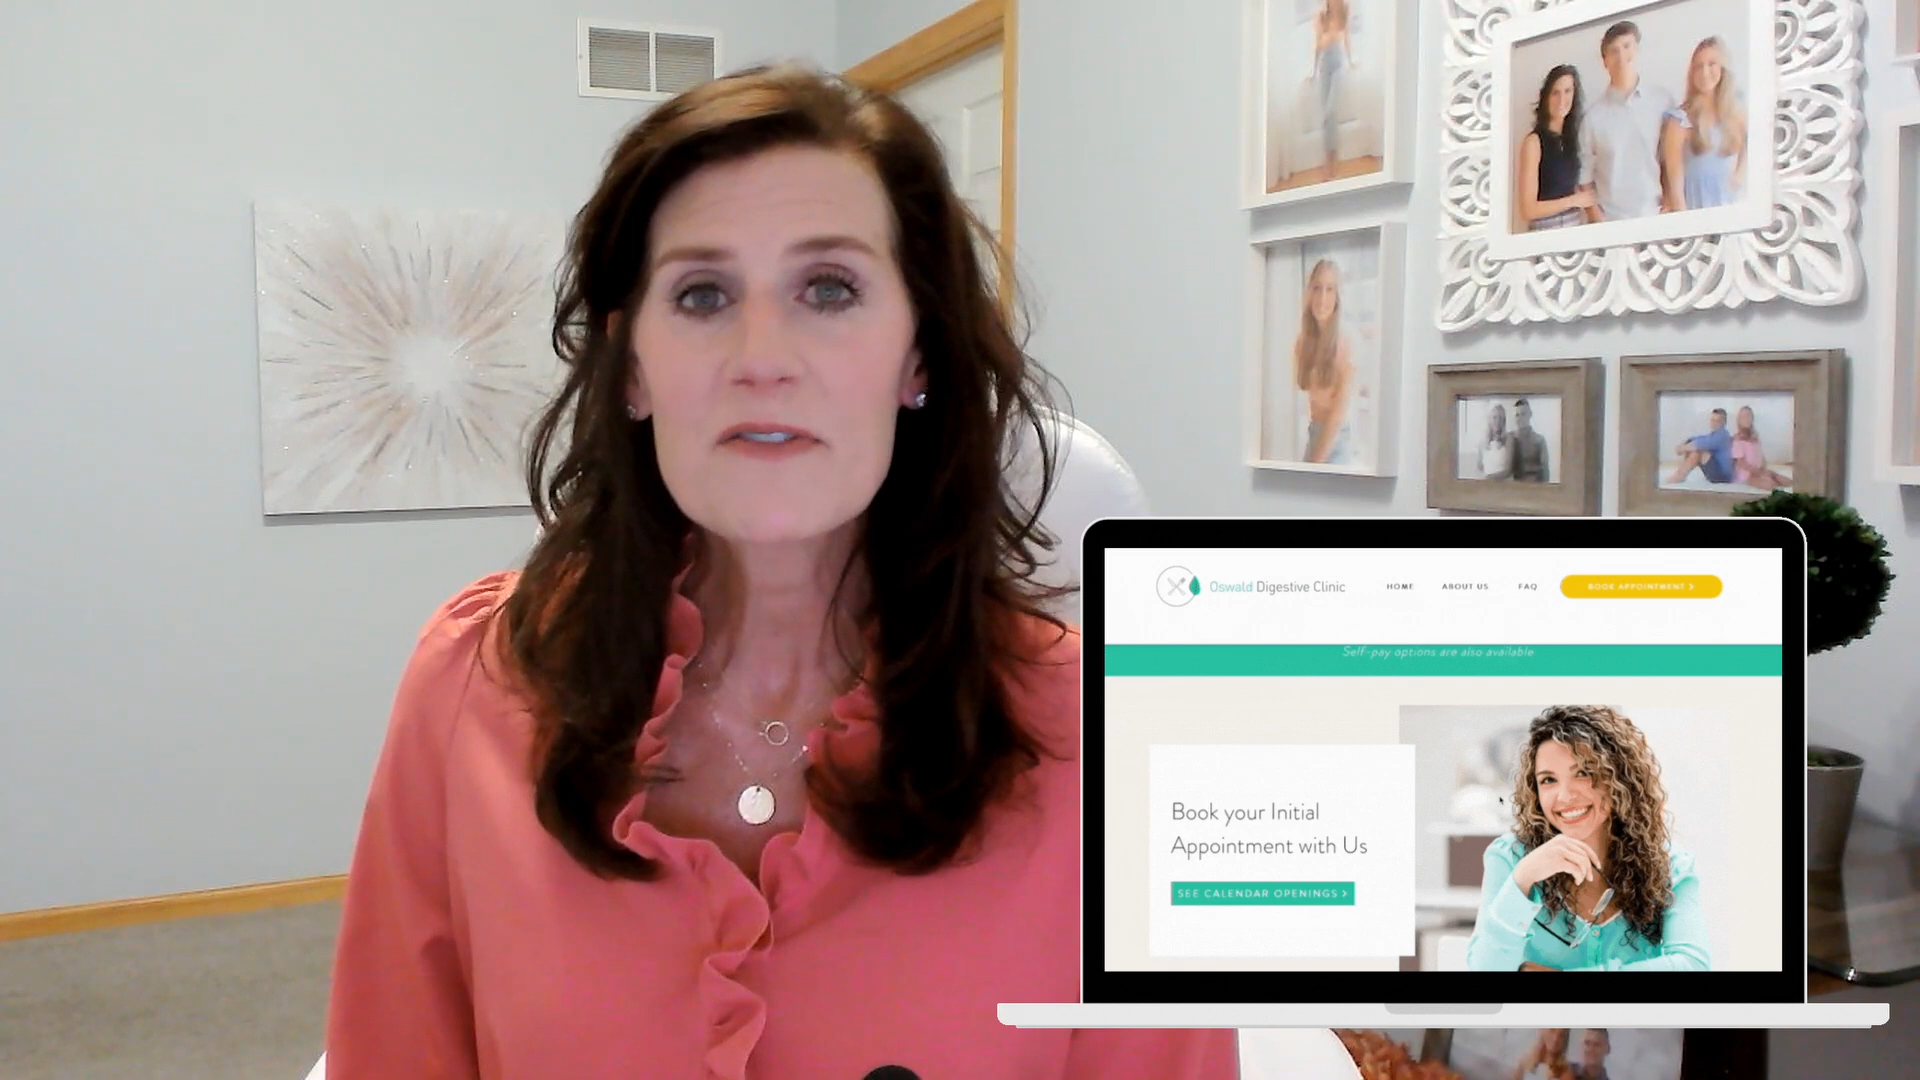 Oswald Digestive Clinic
HOME
ABOUT US
FAQ
BOOK APPOINTMENT >
Self-pay options are also available
Book your Initial
Appointment with Us
SEE CALENDAR OPENINGS >